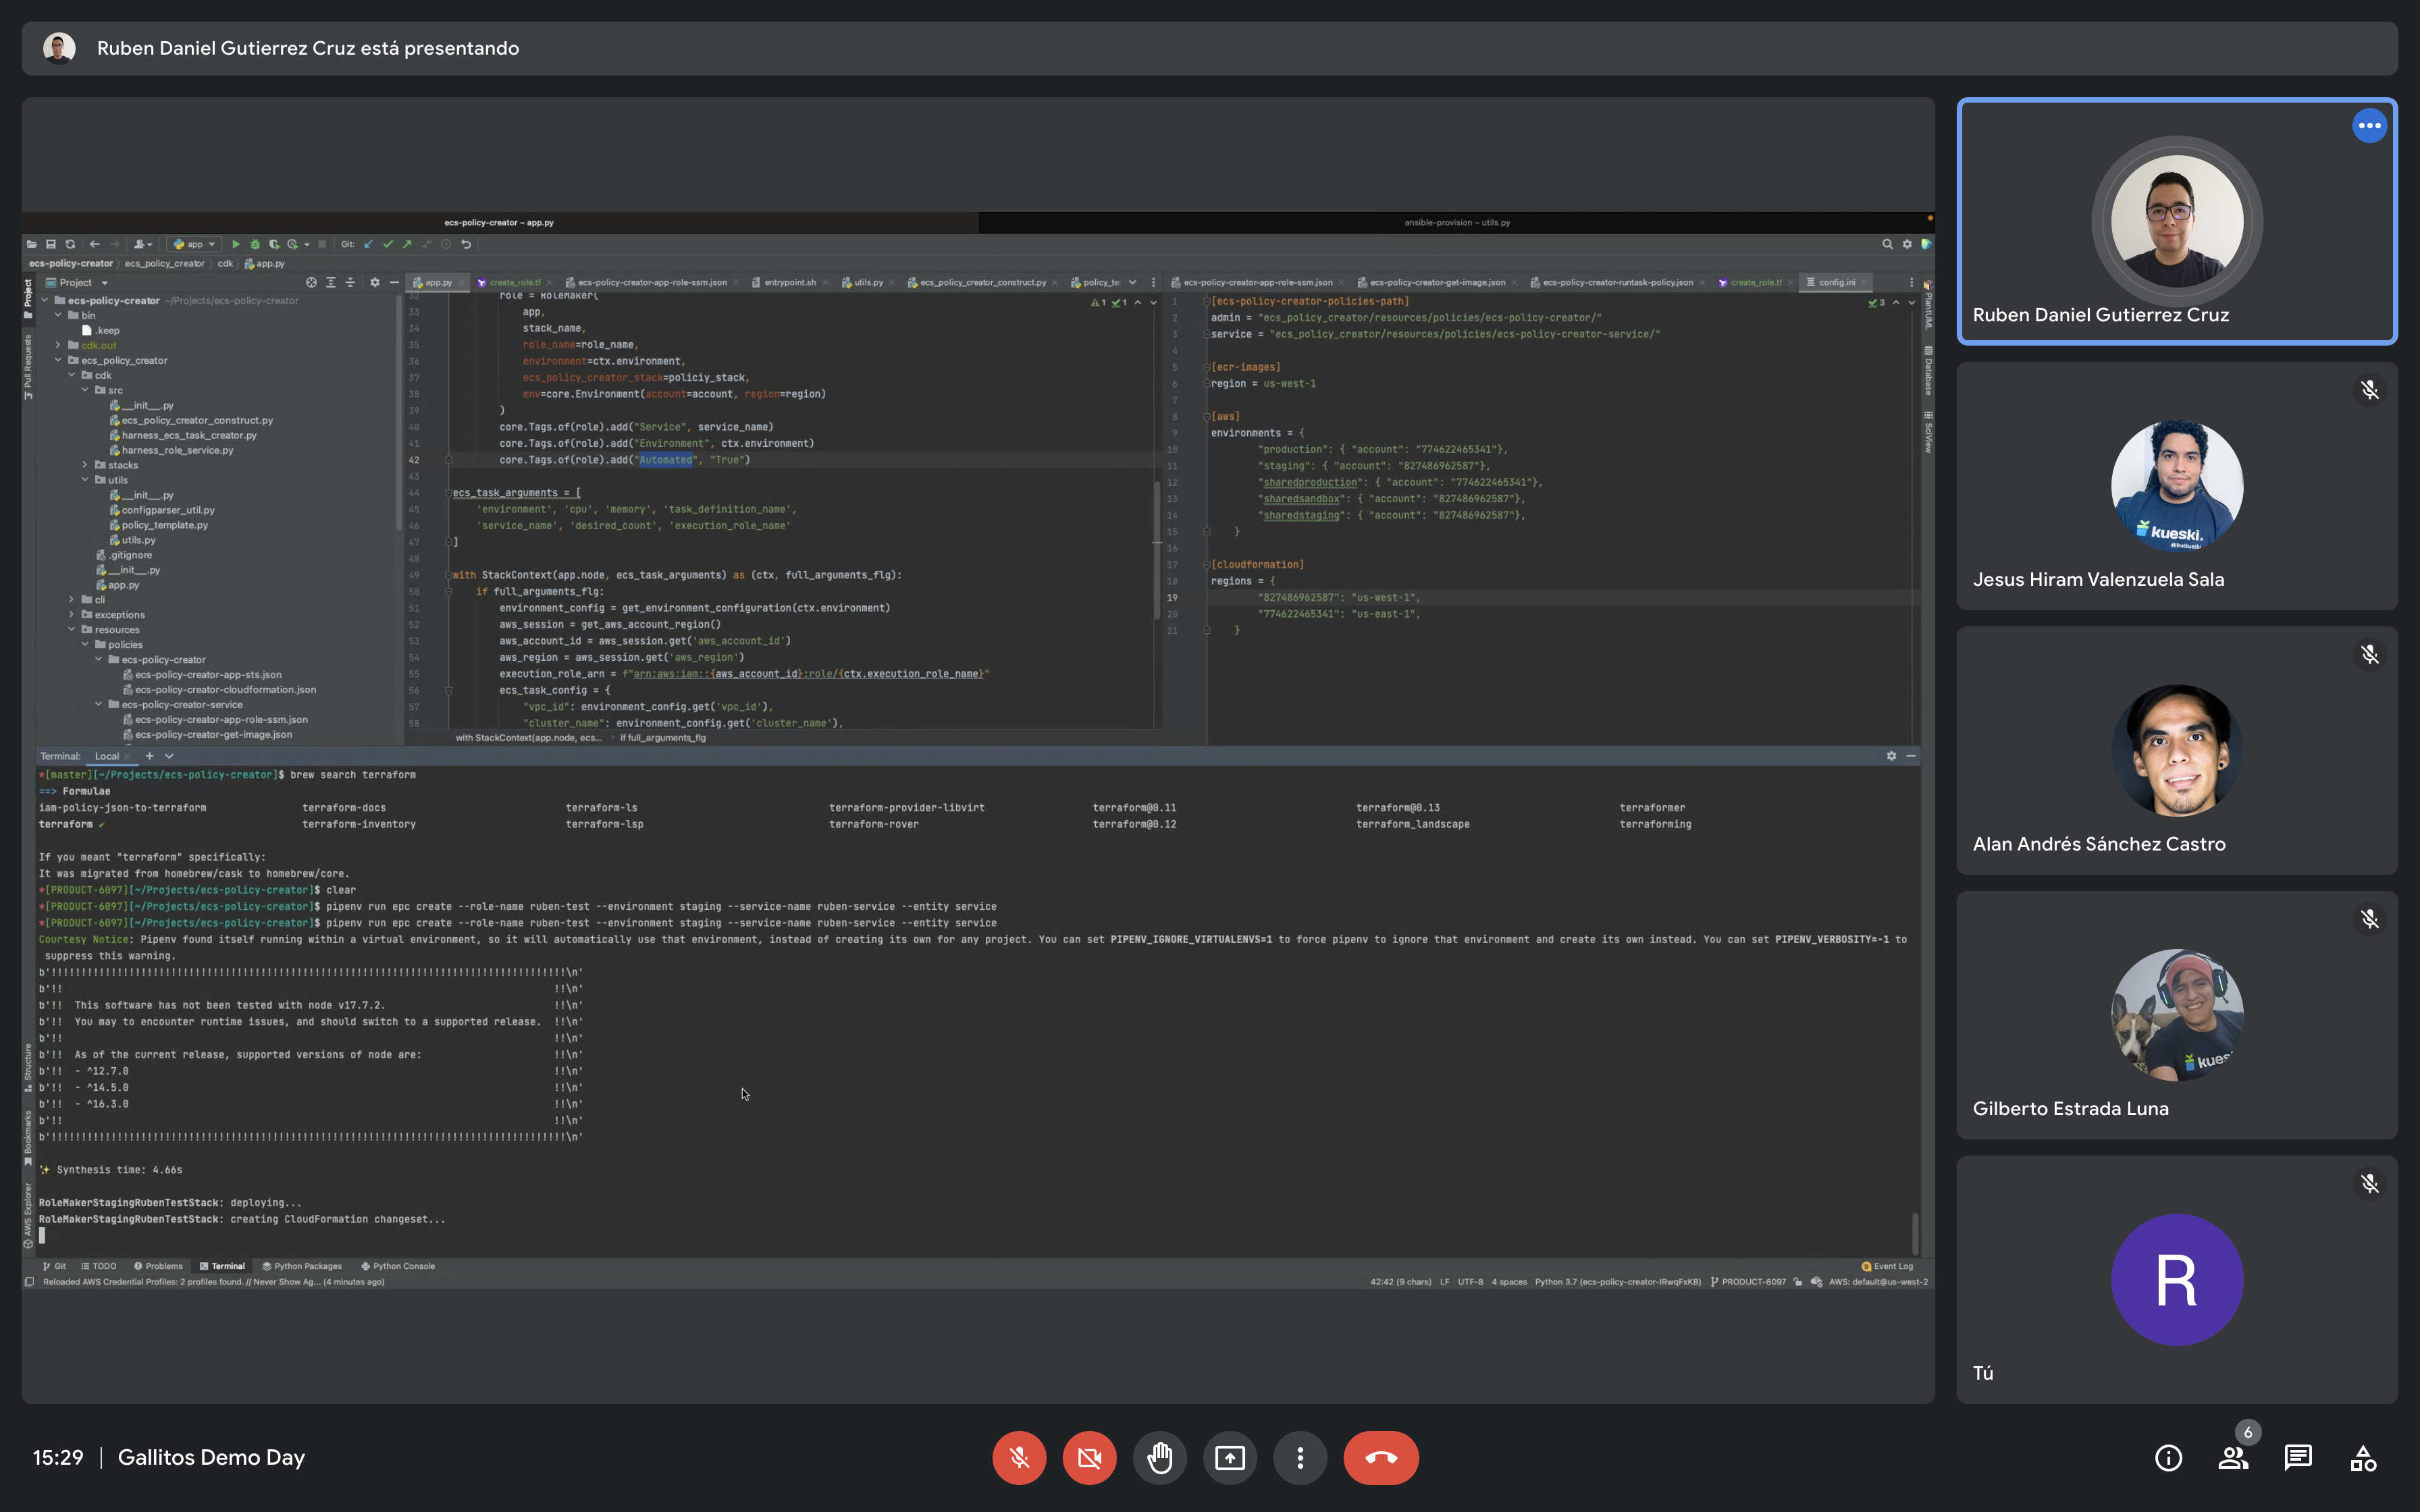 Ruben Daniel Gutierrez Cruz está presentando
ecs-policy-creator – app.py
ansible-provision – utils.py
app
Git:
ecs-policy-creator
ecs_policy_creator
cdk
app.py
Project
app.py
create_role.tf
ecs-policy-creator-app-role-ssm.json
entrypoint.sh
utils.py
ecs_policy_creator_construct.py
policy_te
ecs-policy-creator-app-role-ssm.json
ecs-policy-creator-get-image.json
ecs-policy-creator-runtask-policy.json
create_role.tf
config.ini
Project
Pull Requests
Structure
Bookmarks
AWS Explorer
PlantUML
Database
SciView
ecs-policy-creator ~/Projects/ecs-policy-creator
bin
.keep
cdk.out
ecs_policy_creator
cdk
src
__init__.py
ecs_policy_creator_construct.py
harness_ecs_task_creator.py
harness_role_service.py
stacks
utils
__init__.py
configparser_util.py
policy_template.py
utils.py
.gitignore
__init__.py
app.py
cli
exceptions
resources
policies
ecs-policy-creator
ecs-policy-creator-app-sts.json
ecs-policy-creator-cloudformation.json
ecs-policy-creator-service
ecs-policy-creator-app-role-ssm.json
ecs-policy-creator-get-image.json
1 1
32 role = RoleMaker(
33 app,
34 stack_name,
35 role_name=role_name,
36 environment=ctx.environment,
37 ecs_policy_creator_stack=policiy_stack,
38 env=core.Environment(account=account, region=region)
39 )
40 core.Tags.of(role).add("Service", service_name)
41 core.Tags.of(role).add("Environment", ctx.environment)
42 core.Tags.of(role).add("Automated", "True")
43
44 ecs_task_arguments = [
45 'environment', 'cpu', 'memory', 'task_definition_name',
46 'service_name', 'desired_count', 'execution_role_name'
47 ]
48
49 with StackContext(app.node, ecs_task_arguments) as (ctx, full_arguments_flg):
50 if full_arguments_flg:
51 environment_config = get_environment_configuration(ctx.environment)
52 aws_session = get_aws_account_region()
53 aws_account_id = aws_session.get('aws_account_id')
54 aws_region = aws_session.get('aws_region')
55 execution_role_arn = f"arn:aws:iam::{aws_account_id}:role/{ctx.execution_role_name}"
56 ecs_task_config = {
57 "vpc_id": environment_config.get('vpc_id'),
58 "cluster_name": environment_config.get('cluster_name'),
with StackContext(app.node, ecs... if full_arguments_flg
3
1 [ecs-policy-creator-policies-path]
2 admin = "ecs_policy_creator/resources/policies/ecs-policy-creator/"
3 service = "ecs_policy_creator/resources/policies/ecs-policy-creator-service/"
4
5 [ecr-images]
6 region = us-west-1
7
8 [aws]
9 environments = {
10 "production": { "account": "774622465341"},
11 "staging": { "account": "827486962587"},
12 "sharedproduction": { "account": "774622465341"},
13 "sharedsandbox": { "account": "827486962587"},
14 "sharedstaging": { "account": "827486962587"},
15 }
16
17 [cloudformation]
18 regions = {
19 "827486962587": "us-west-1",
20 "774622465341": "us-east-1",
21 }
Terminal: Local
*[master][~/Projects/ecs-policy-creator]$ brew search terraform
==> Formulae
iam-policy-json-to-terraform terraform-docs terraform-ls terraform-provider-libvirt terraform@0.11 terraform@0.13 terraformer
terraform ✔ terraform-inventory terraform-lsp terraform-rover terraform@0.12 terraform_landscape terraforming
If you meant "terraform" specifically:
It was migrated from homebrew/cask to homebrew/core.
*[PRODUCT-6097][~/Projects/ecs-policy-creator]$ clear
*[PRODUCT-6097][~/Projects/ecs-policy-creator]$ pipenv run epc create --role-name ruben-test --environment staging --service-name ruben-service --entity service
*[PRODUCT-6097][~/Projects/ecs-policy-creator]$ pipenv run epc create --role-name ruben-test --environment staging --service-name ruben-service --entity service
Courtesy Notice: Pipenv found itself running within a virtual environment, so it will automatically use that environment, instead of creating its own for any project. You can set PIPENV_IGNORE_VIRTUALENVS=1 to force pipenv to ignore that environment and create its own instead. You can set PIPENV_VERBOSITY=-1 to
suppress this warning.
b'!!!!!!!!!!!!!!!!!!!!!!!!!!!!!!!!!!!!!!!!!!!!!!!!!!!!!!!!!!!!!!!!!!!!!!!!!!!!!!!!!!!!\n'
b'!! !!\n'
b'!! This software has not been tested with node v17.7.2. !!\n'
b'!! You may to encounter runtime issues, and should switch to a supported release. !!\n'
b'!! !!\n'
b'!! As of the current release, supported versions of node are: !!\n'
b'!! - ^12.7.0 !!\n'
b'!! - ^14.5.0 !!\n'
b'!! - ^16.3.0 !!\n'
b'!! !!\n'
b'!!!!!!!!!!!!!!!!!!!!!!!!!!!!!!!!!!!!!!!!!!!!!!!!!!!!!!!!!!!!!!!!!!!!!!!!!!!!!!!!!!!!\n'
✨ Synthesis time: 4.66s
RoleMakerStagingRubenTestStack: deploying...
RoleMakerStagingRubenTestStack: creating CloudFormation changeset...
Git TODO Problems Terminal Python Packages Python Console
Event Log
Reloaded AWS Credential Profiles: 2 profiles found. // Never Show Ag... (4 minutes ago)
42:42 (9 chars) LF UTF-8 4 spaces Python 3.7 (ecs-policy-creator-lRwqFxKB) PRODUCT-6097 AWS: default@us-west-2
Ruben Daniel Gutierrez Cruz
kueski.
Jesus Hiram Valenzuela Sala
Alan Andrés Sánchez Castro
kues
Gilberto Estrada Luna
R
Tú
15:29 | Gallitos Demo Day
6